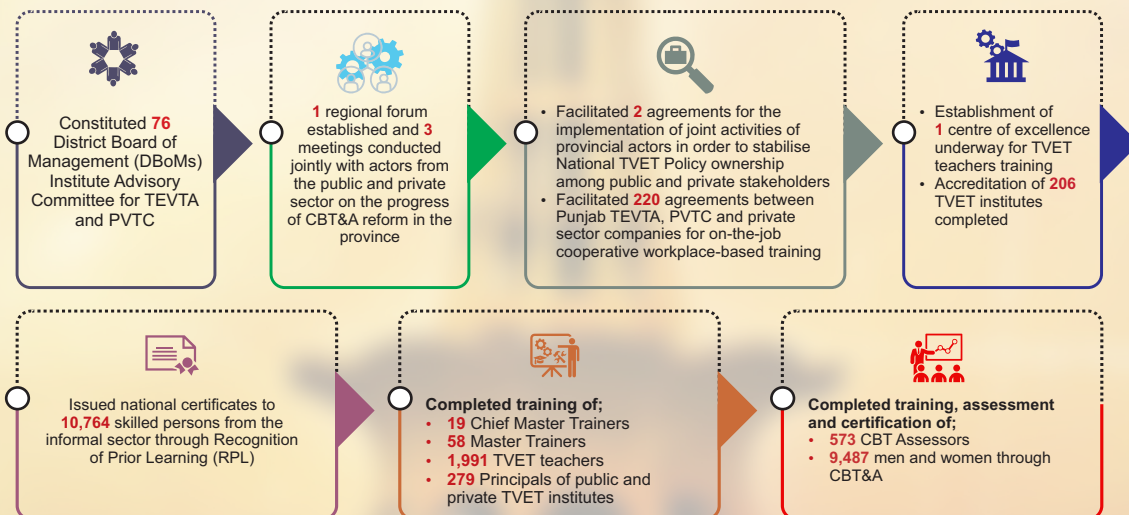 Constituted 76
District Board of
Management (DBoMs)
Institute Advisory
Committee for TEVTA
and PVTC
1 regional forum
established and 3
meetings conducted
jointly with actors from
the public and private
sector on the progress
of CBT&A reform in the
province
• Facilitated 2 agreements for the
implementation of joint activities of
provincial actors in order to stabilise
National TVET Policy ownership
among public and private stakeholders
• Facilitated 220 agreements between
Punjab TEVTA, PVTC and private
sector companies for on-the-job
cooperative workplace-based training
• Establishment of
1 centre of excellence
underway for TVET
teachers training
• Accreditation of 206
TVET institutes
completed
Issued national certificates to
10,764 skilled persons from the
informal sector through Recognition
of Prior Learning (RPL)
Completed training of;
• 19 Chief Master Trainers
• 58 Master Trainers
• 1,991 TVET teachers
• 279 Principals of public and
private TVET institutes
Completed training, assessment
and certification of;
• 573 CBT Assessors
• 9,487 men and women through
CBT&A